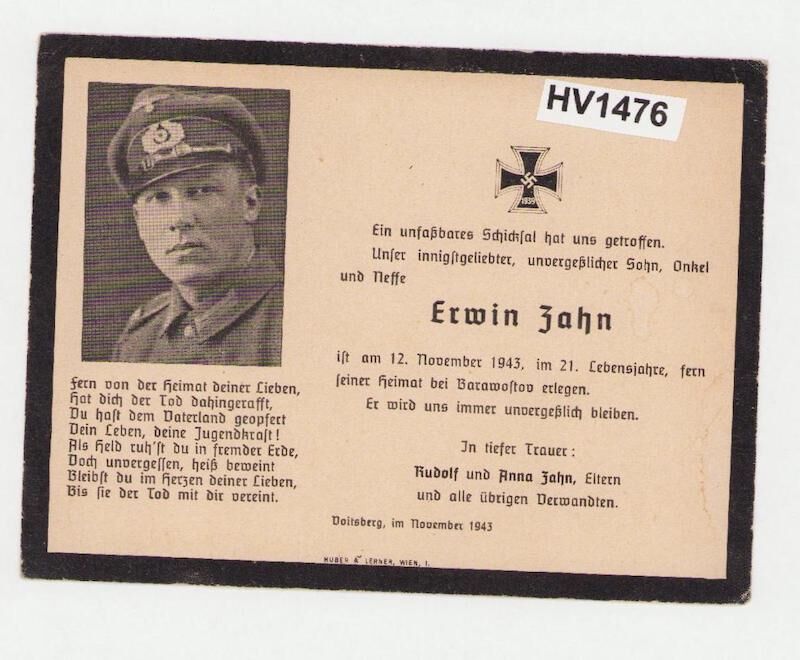 HV1476
1939
Ein unfaßbares Schicksal hat uns getroffen.
Unser innigstgeliebter, unvergeßlicher Sohn, Onkel
und Neffe
Erwin Zahn
ist am 12. November 1943, im 21. Lebensjahre, fern
seiner Heimat bei Barawostov erlegen.
Er wird uns immer unvergeßlich bleiben.
In tiefer Trauer:
Rudolf und Anna Zahn, Eltern
und alle übrigen Verwandten.
Voitsberg, im November 1943
Fern von der Heimat deiner Lieben,
Hat dich der Tod dahingerafft,
Du hast dem Vaterland geopfert
Dein Leben, deine Jugendkraft!
Als Held ruh'st du in fremder Erde,
Doch unvergessen, heiß beweint
Bleibst du im Herzen deiner Lieben,
Bis sie der Tod mit dir vereint.
HUBER & LERNER, WIEN, I.